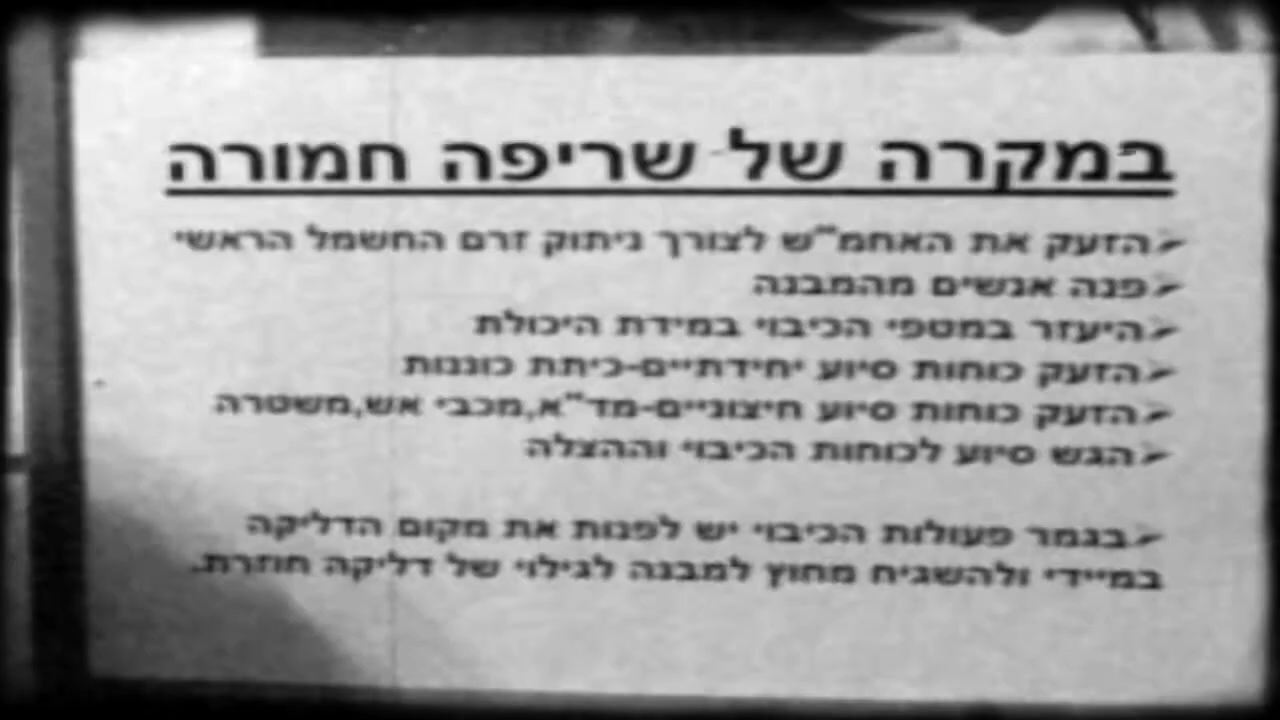 במקרה של שריפה חמורה
הזעק את האחמ"ש לצורך ניתוק זרם החשמל הראשי
פנה אנשים מהמבנה
היעזר במטפי הכיבוי במידת היכולת
הזעק כוחות סיוע יחידתיים-כיתת כוננות
הזעק כוחות סיוע חיצוניים-מד"א,מכבי אש,משטרה
הגש סיוע לכוחות הכיבוי וההצלה
בגמר פעולות הכיבוי יש לפנות את מקום הדליקה
במיידי ולהשגיח מחוץ למבנה לגילוי של דליקה חוזרת.